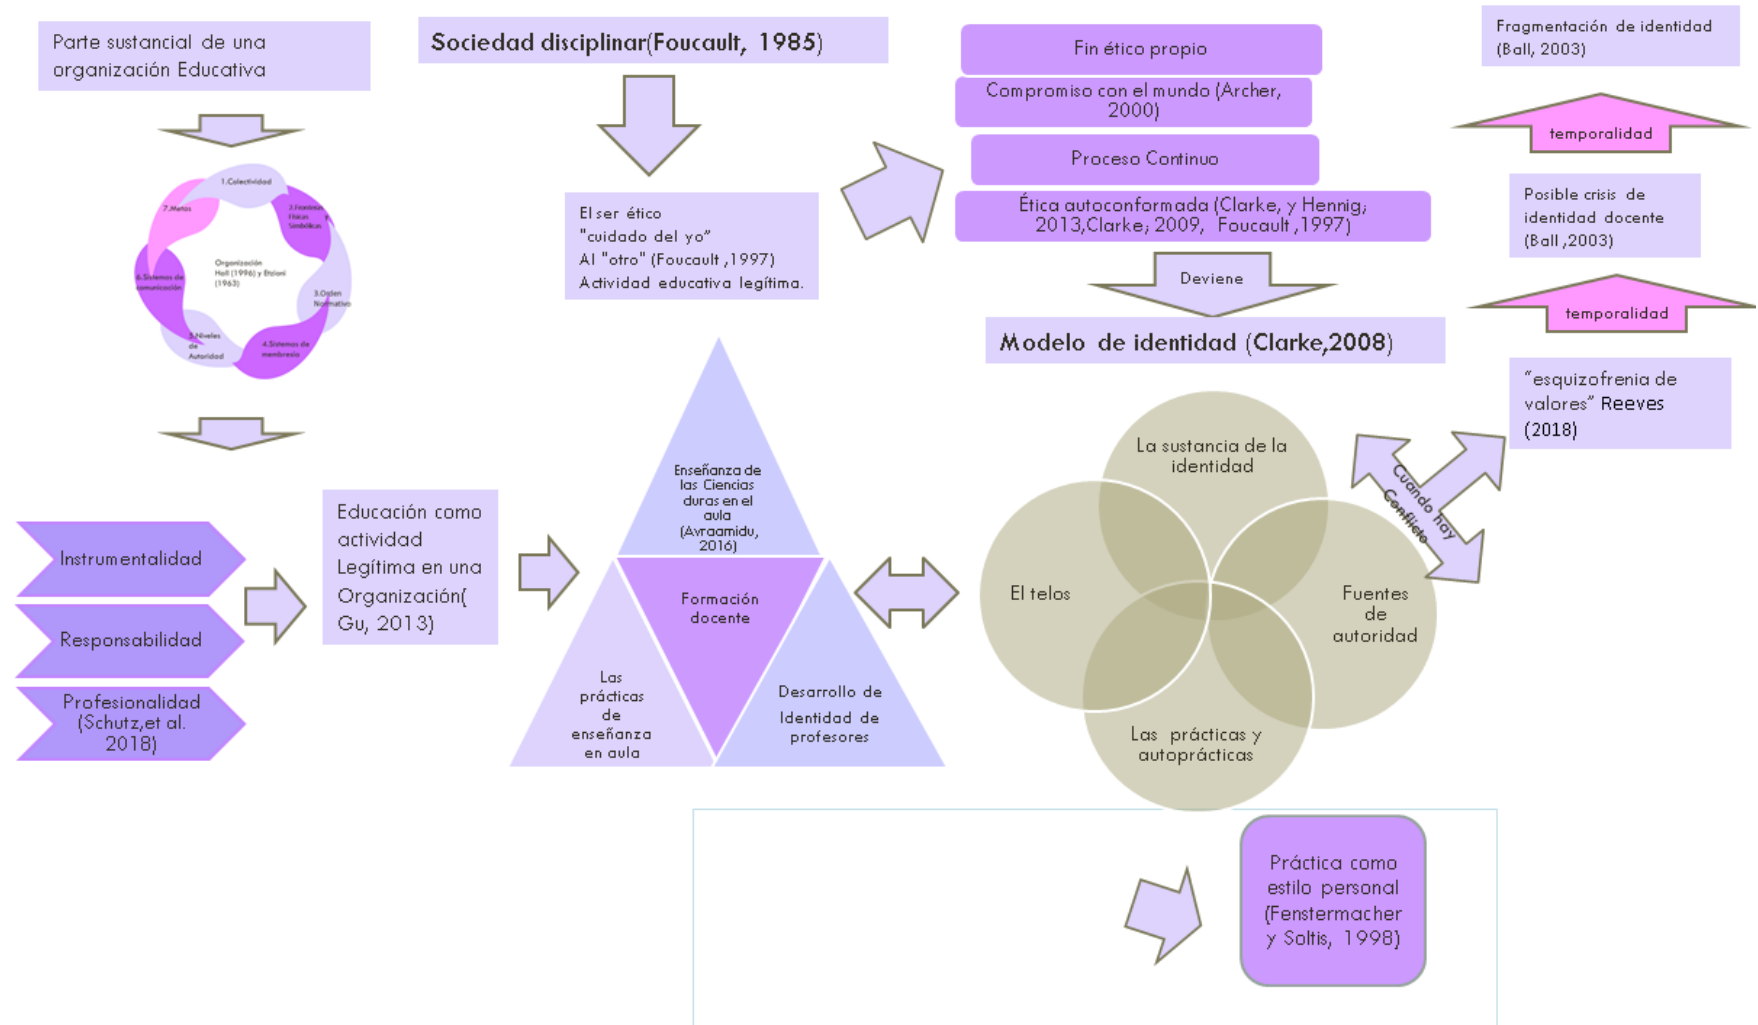 Parte sustancial de una
organización Educativa
1.Colectividad
2.Fronteras
Físicas y
Simbólicas
3.Orden
Normativo
4.Sistemas de
membresía
5.Niveles
de
Autoridad
6.Sistemas de
comunicación
7.Metas
Organización
Hall (1996) y Etzioni
(1963)
Instrumentalidad
Responsabilidad
Profesionalidad
(Schutz,et al.
2018)
Educación como
actividad
Legítima en una
Organización(
Gu, 2013)
Sociedad disciplinar(Foucault, 1985)
El ser ético
"cuidado del yo”
Al "otro" (Foucault ,1997)
Actividad educativa legítima.
Enseñanza de
las Ciencias
duras en el
aula
(Avraamidu,
2016)
Formación
docente
Las
prácticas
de
enseñanza
en aula
Desarrollo de
Identidad de
profesores
Fin ético propio
Compromiso con el mundo (Archer,
2000)
Proceso Continuo
Ética autoconformada (Clarke, y Hennig;
2013,Clarke; 2009, Foucault ,1997)
Deviene
Modelo de identidad (Clarke,2008)
La sustancia de la
identidad
El telos
Fuentes
de
autoridad
Las prácticas y
autoprácticas
Cuando hay
Conflicto
Práctica como
estilo personal
(Fenstermacher
y Soltis, 1998)
Fragmentación de identidad
(Ball, 2003)
temporalidad
Posible crisis de
identidad docente
(Ball ,2003)
temporalidad
“esquizofrenia de
valores” Reeves
(2018)